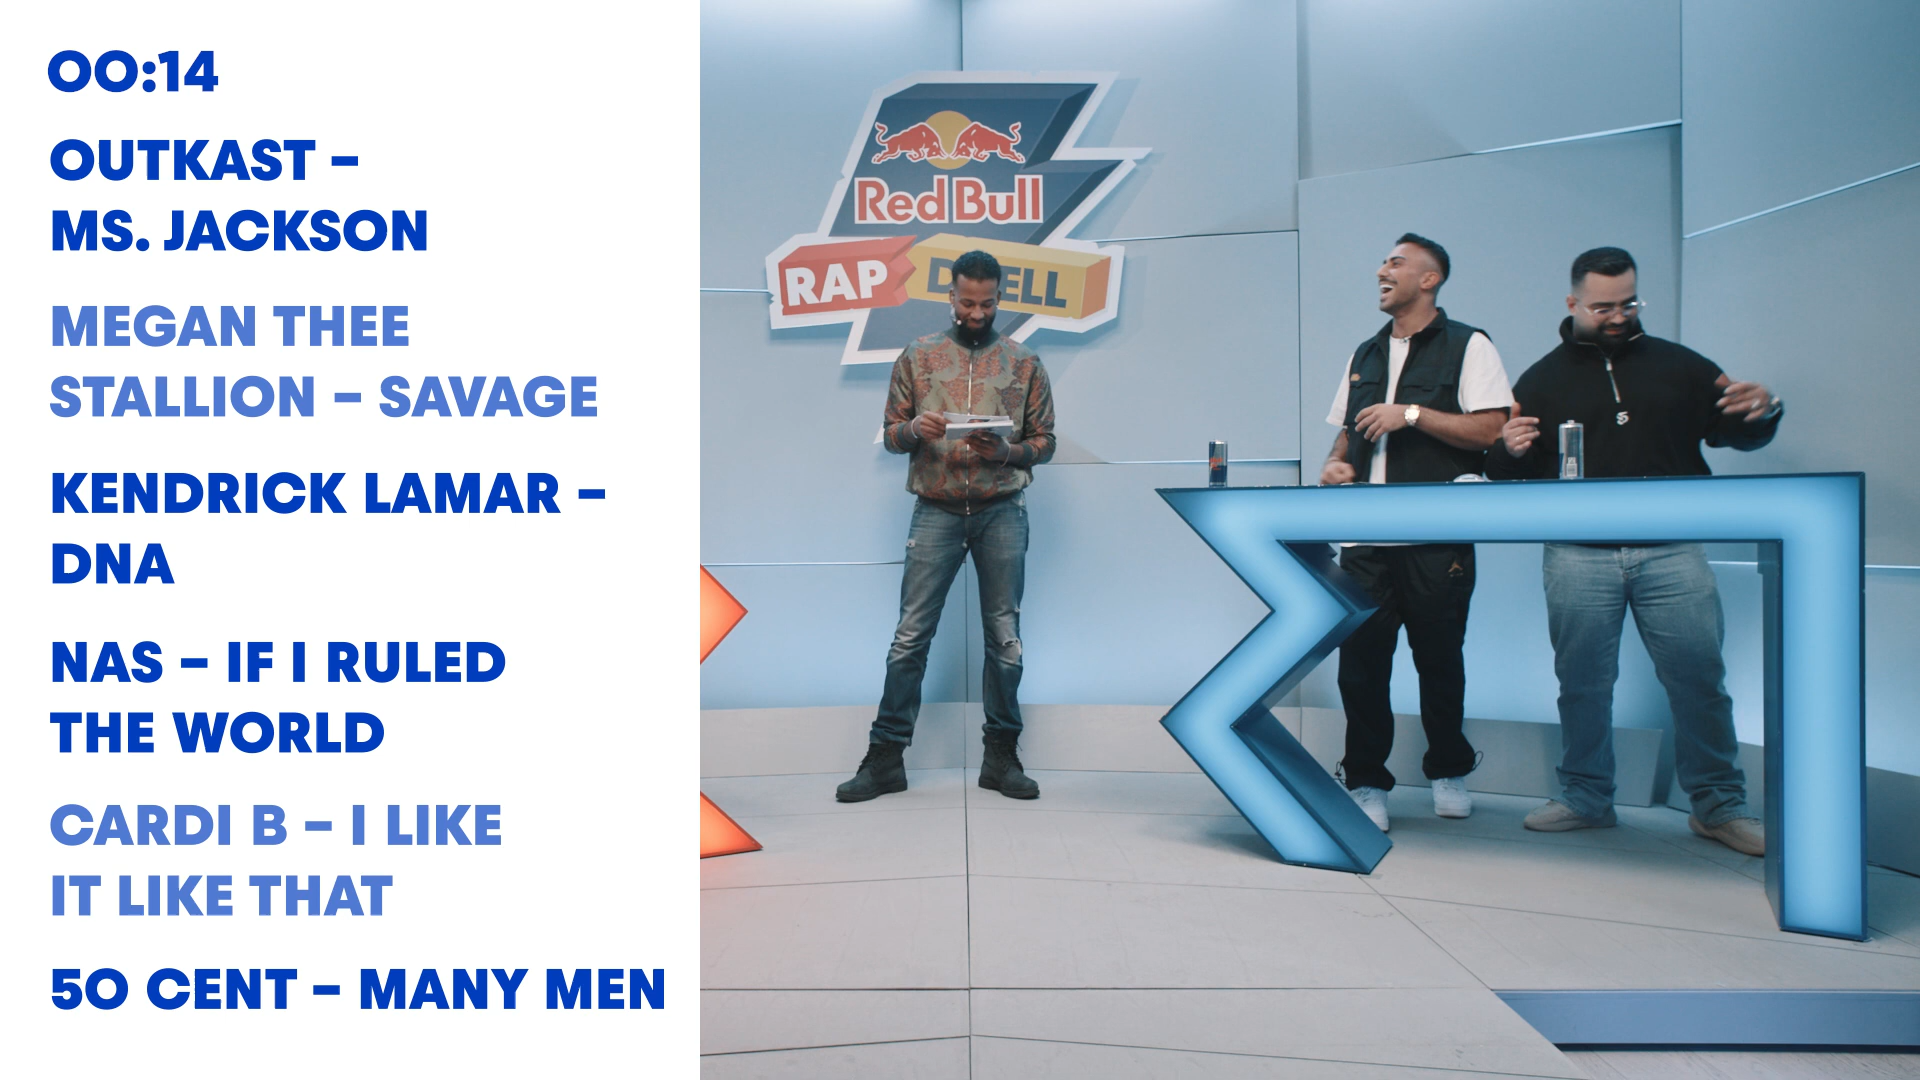 00:14
OUTKAST –
MS. JACKSON
MEGAN THEE
STALLION – SAVAGE
KENDRICK LAMAR –
DNA
NAS – IF I RULED
THE WORLD
CARDI B – I LIKE
IT LIKE THAT
50 CENT – MANY MEN
Red Bull
RAP
ELL